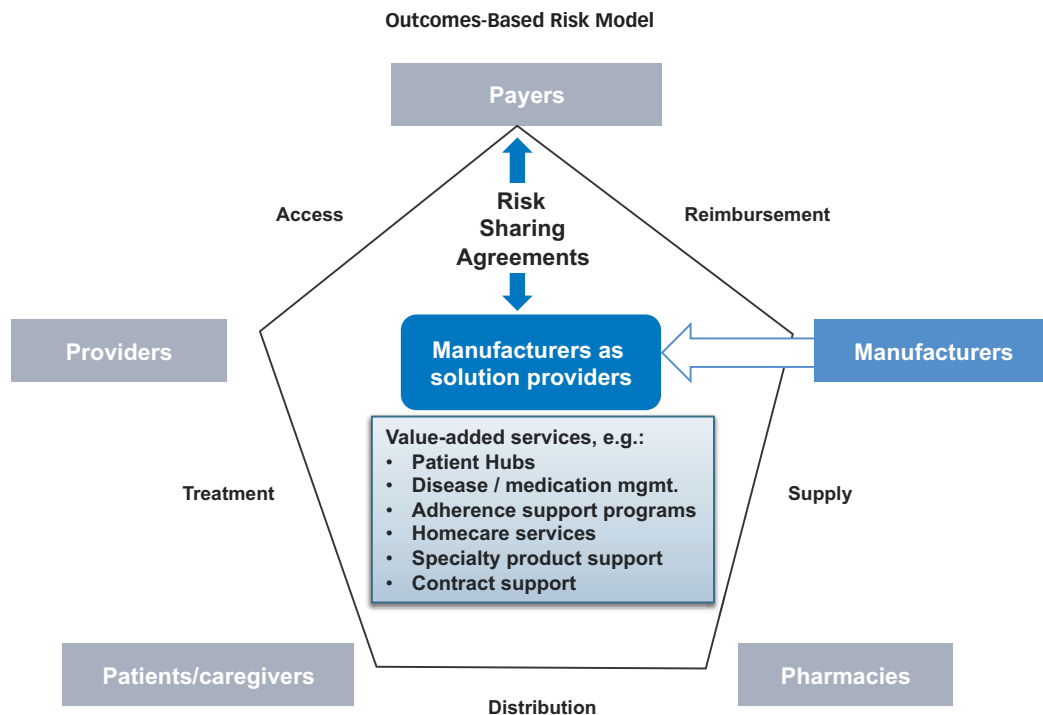 Outcomes-Based Risk Model
Payers
Access
Risk
Sharing
Agreements
Reimbursement
Providers
Manufacturers as
solution providers
Manufacturers
Value-added services, e.g.:
• Patient Hubs
• Disease / medication mgmt.
• Adherence support programs
• Homecare services
• Specialty product support
• Contract support
Treatment
Supply
Patients/caregivers
Pharmacies
Distribution